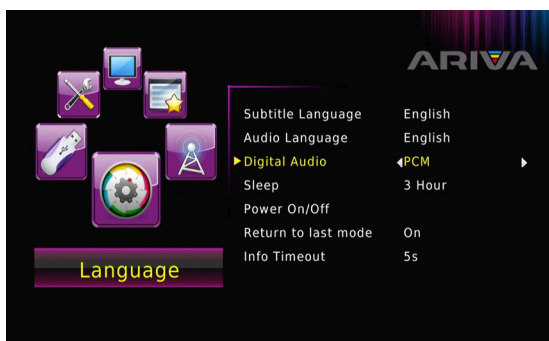 ARIVA
Subtitle Language English
Audio Language English
Digital Audio PCM
Sleep 3 Hour
Power On/Off
Return to last mode On
Info Timeout 5s
Language